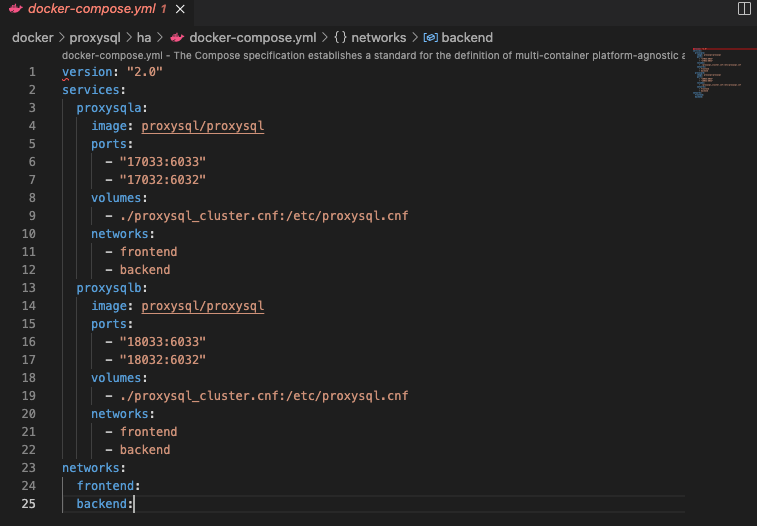 docker-compose.yml 1 ×
docker > proxysql > ha > docker-compose.yml > {} networks > backend
docker-compose.yml - The Compose specification establishes a standard for the definition of multi-container platform-agnostic a
1 version: "2.0"
2 services:
3   proxysqla:
4     image: proxysql/proxysql
5     ports:
6       - "17033:6033"
7       - "17032:6032"
8     volumes:
9       - ./proxysql_cluster.cnf:/etc/proxysql.cnf
10     networks:
11       - frontend
12       - backend
13   proxysqlb:
14     image: proxysql/proxysql
15     ports:
16       - "18033:6033"
17       - "18032:6032"
18     volumes:
19       - ./proxysql_cluster.cnf:/etc/proxysql.cnf
20     networks:
21       - frontend
22       - backend
23 networks:
24   frontend:
25   backend: